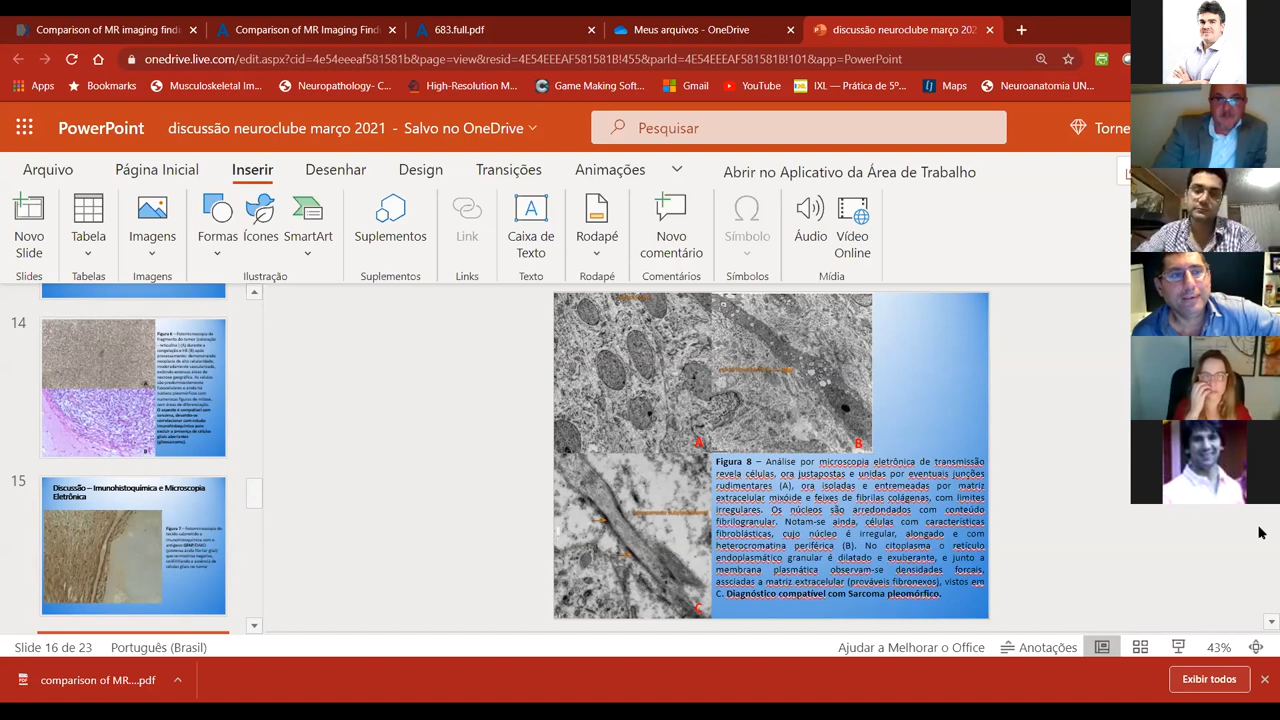 Comparison of MR imaging findi
Comparison of MR Imaging Find
683.full.pdf
Meus arquivos - OneDrive
discussão neuroclube março 202
onedrive.live.com/edit.aspx?cid=4e54eeeaf581581b&page=view&resid=4E54EEEAF581581B!455&parId=4E54EEEAF581581B!101&app=PowerPoint
Apps
Bookmarks
Musculoskeletal Im...
Neuropathology- C...
High-Resolution M...
Game Making Soft...
Gmail
YouTube
IXL — Prática de 5º...
Maps
Neuroanatomia UN...
PowerPoint
discussão neuroclube março 2021 - Salvo no OneDrive
Pesquisar
Torne
Arquivo
Página Inicial
Inserir
Desenhar
Design
Transições
Animações
Abrir no Aplicativo da Área de Trabalho
Novo Slide
Tabela
Imagens
Formas
Ícones
SmartArt
Suplementos
Link
Caixa de Texto
Rodapé
Novo comentário
Símbolo
Áudio
Vídeo Online
Slides
Tabelas
Imagens
Ilustração
Suplementos
Links
Texto
Rodapé
Comentários
Símbolos
Mídia
14
15
Discussão – Imunohistoquímica e Microscopia
Eletrônica
A
B
C
Figura 8 – Análise por microscopia eletrônica de transmissão
revela células, ora justapostas e unidas por eventuais junções
rudimentares (A), ora isoladas e entremeadas por matriz
extracelular mixóide e feixes de fibrilas colágenas, com limites
irregulares. Os núcleos são arredondados com conteúdo
fibrilogranular. Notam-se ainda, células com características
fibroblásticas, cujo núcleo é irregular, alongado e com
heterocromatina periférica (B). No citoplasma o retículo
endoplasmático granular é dilatado e exuberante, e junto a
membrana plasmática observam-se densidades
assciadas a matriz extracelular (prováveis fibronexos), vistos em
C. Diagnóstico compatível com Sarcoma pleomórfico.
Slide 16 de 23
Português (Brasil)
Ajudar a Melhorar o Office
Anotações
43%
comparison of MR....pdf
Exibir todos